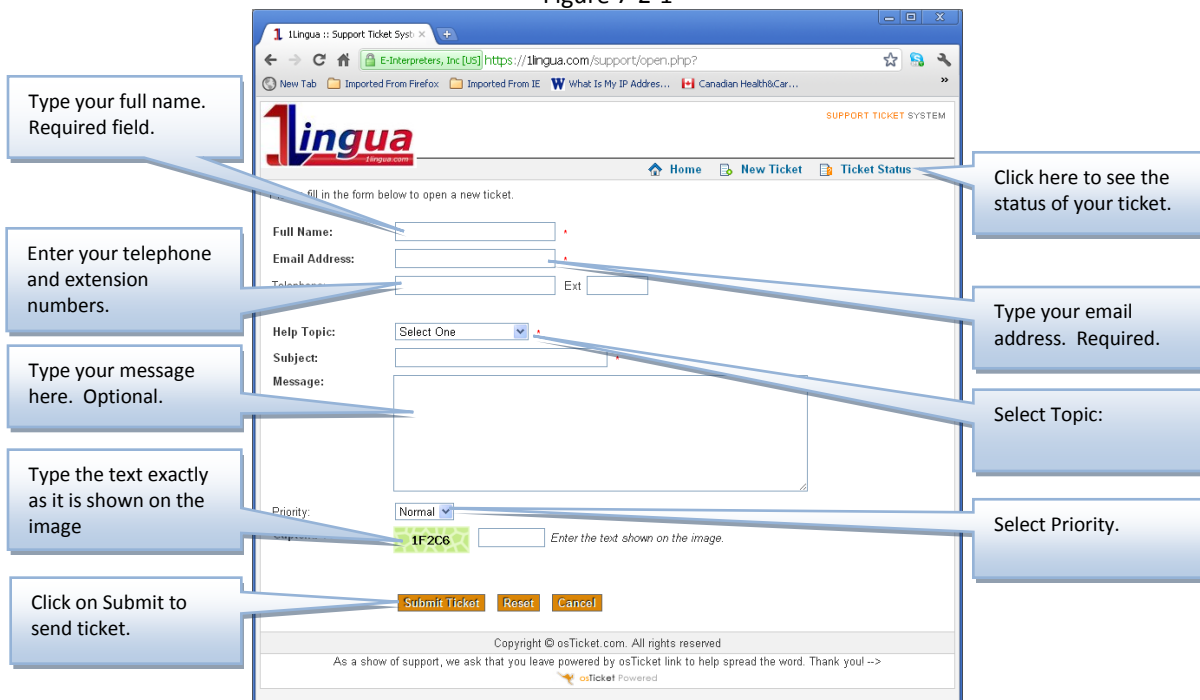 Figure 7-2-1
1Lingua :: Support Ticket Syst
E-Interpreters, Inc [US] https://1lingua.com/support/open.php?
New Tab Imported From Firefox Imported From IE What Is My IP Addres... Canadian Health&Car... »
1Lingua
1lingua.com
SUPPORT TICKET SYSTEM
Home New Ticket Ticket Status
fill in the form below to open a new ticket.
Full Name: *
Email Address: *
Telephone: Ext
Help Topic: Select One *
Subject: *
Message:
Priority: Normal
1F2C6 Enter the text shown on the image.
Submit Ticket Reset Cancel
Copyright © osTicket.com. All rights reserved
As a show of support, we ask that you leave powered by osTicket link to help spread the word. Thank you! -->
osTicket Powered
Type your full name.
Required field.
Enter your telephone
and extension
numbers.
Type your message
here. Optional.
Type the text exactly
as it is shown on the
image
Click on Submit to
send ticket.
Click here to see the
status of your ticket.
Type your email
address. Required.
Select Topic:
Select Priority.